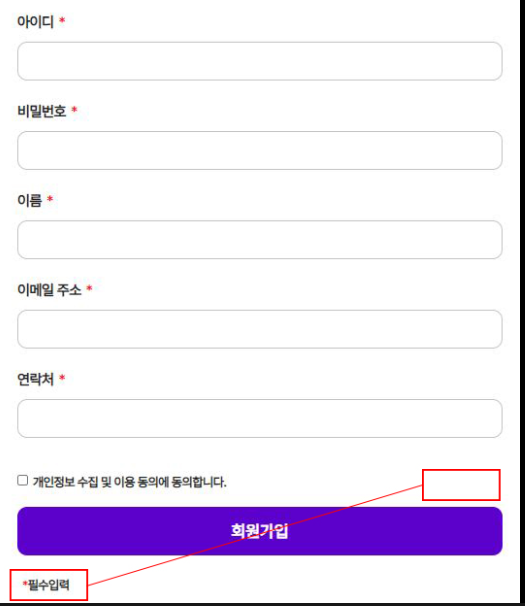 아이디 *
비밀번호 *
이름 *
이메일 주소 *
연락처 *
개인정보 수집 및 이용 동의에 동의합니다.
회원가입
*필수입력